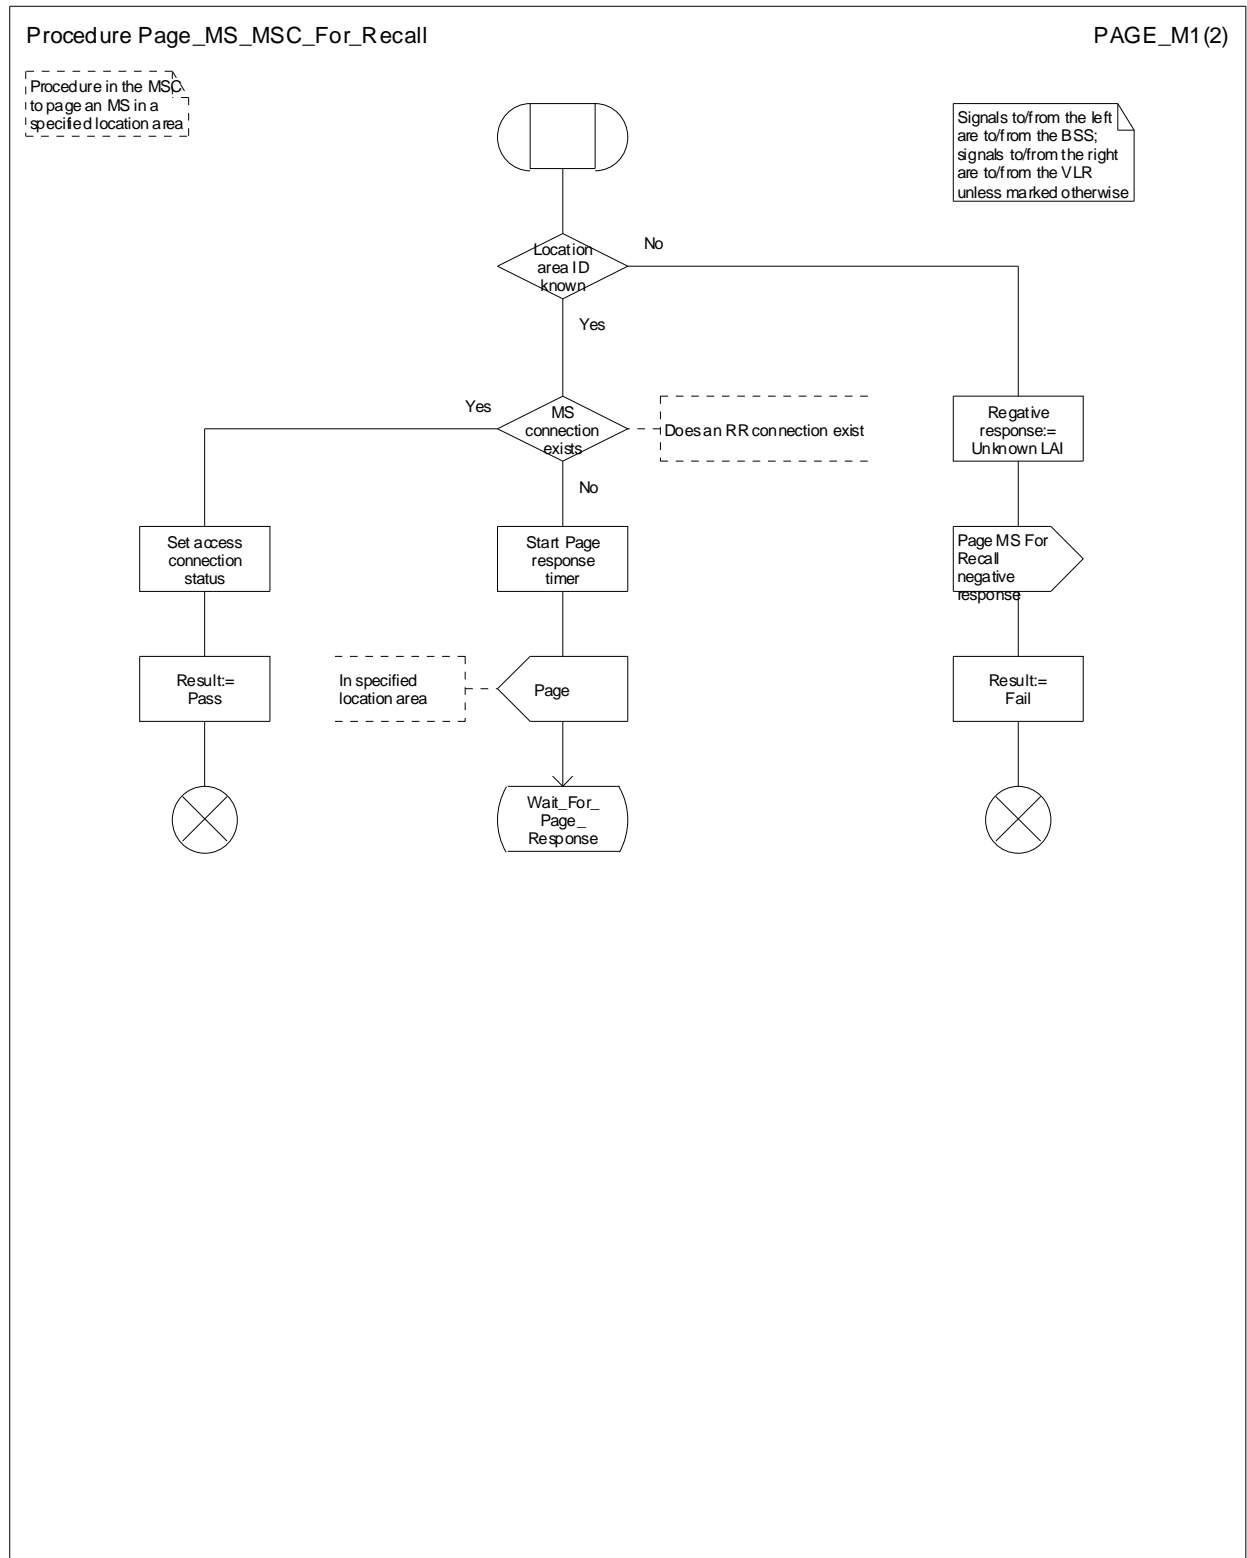 Procedure Page_MS_MSC_For_Recall
PAGE_M1(2)
Procedure in the MSC
to page an MS in a
specified location area
Signals to/from the left
are to/from the BSS;
signals to/from the right
are to/from the VLR
unless marked otherwise
Location
area ID
known
No
Yes
Yes
MS
connection
exists
Does an RR connection exist
No
Regative
response:=
Unknown LAI
Set access
connection
status
Start Page
response
timer
Page MS For
Recall
negative
response
Result:=
Pass
In specified
location area
Page
Result:=
Fail
Wait_For_
Page_
Response